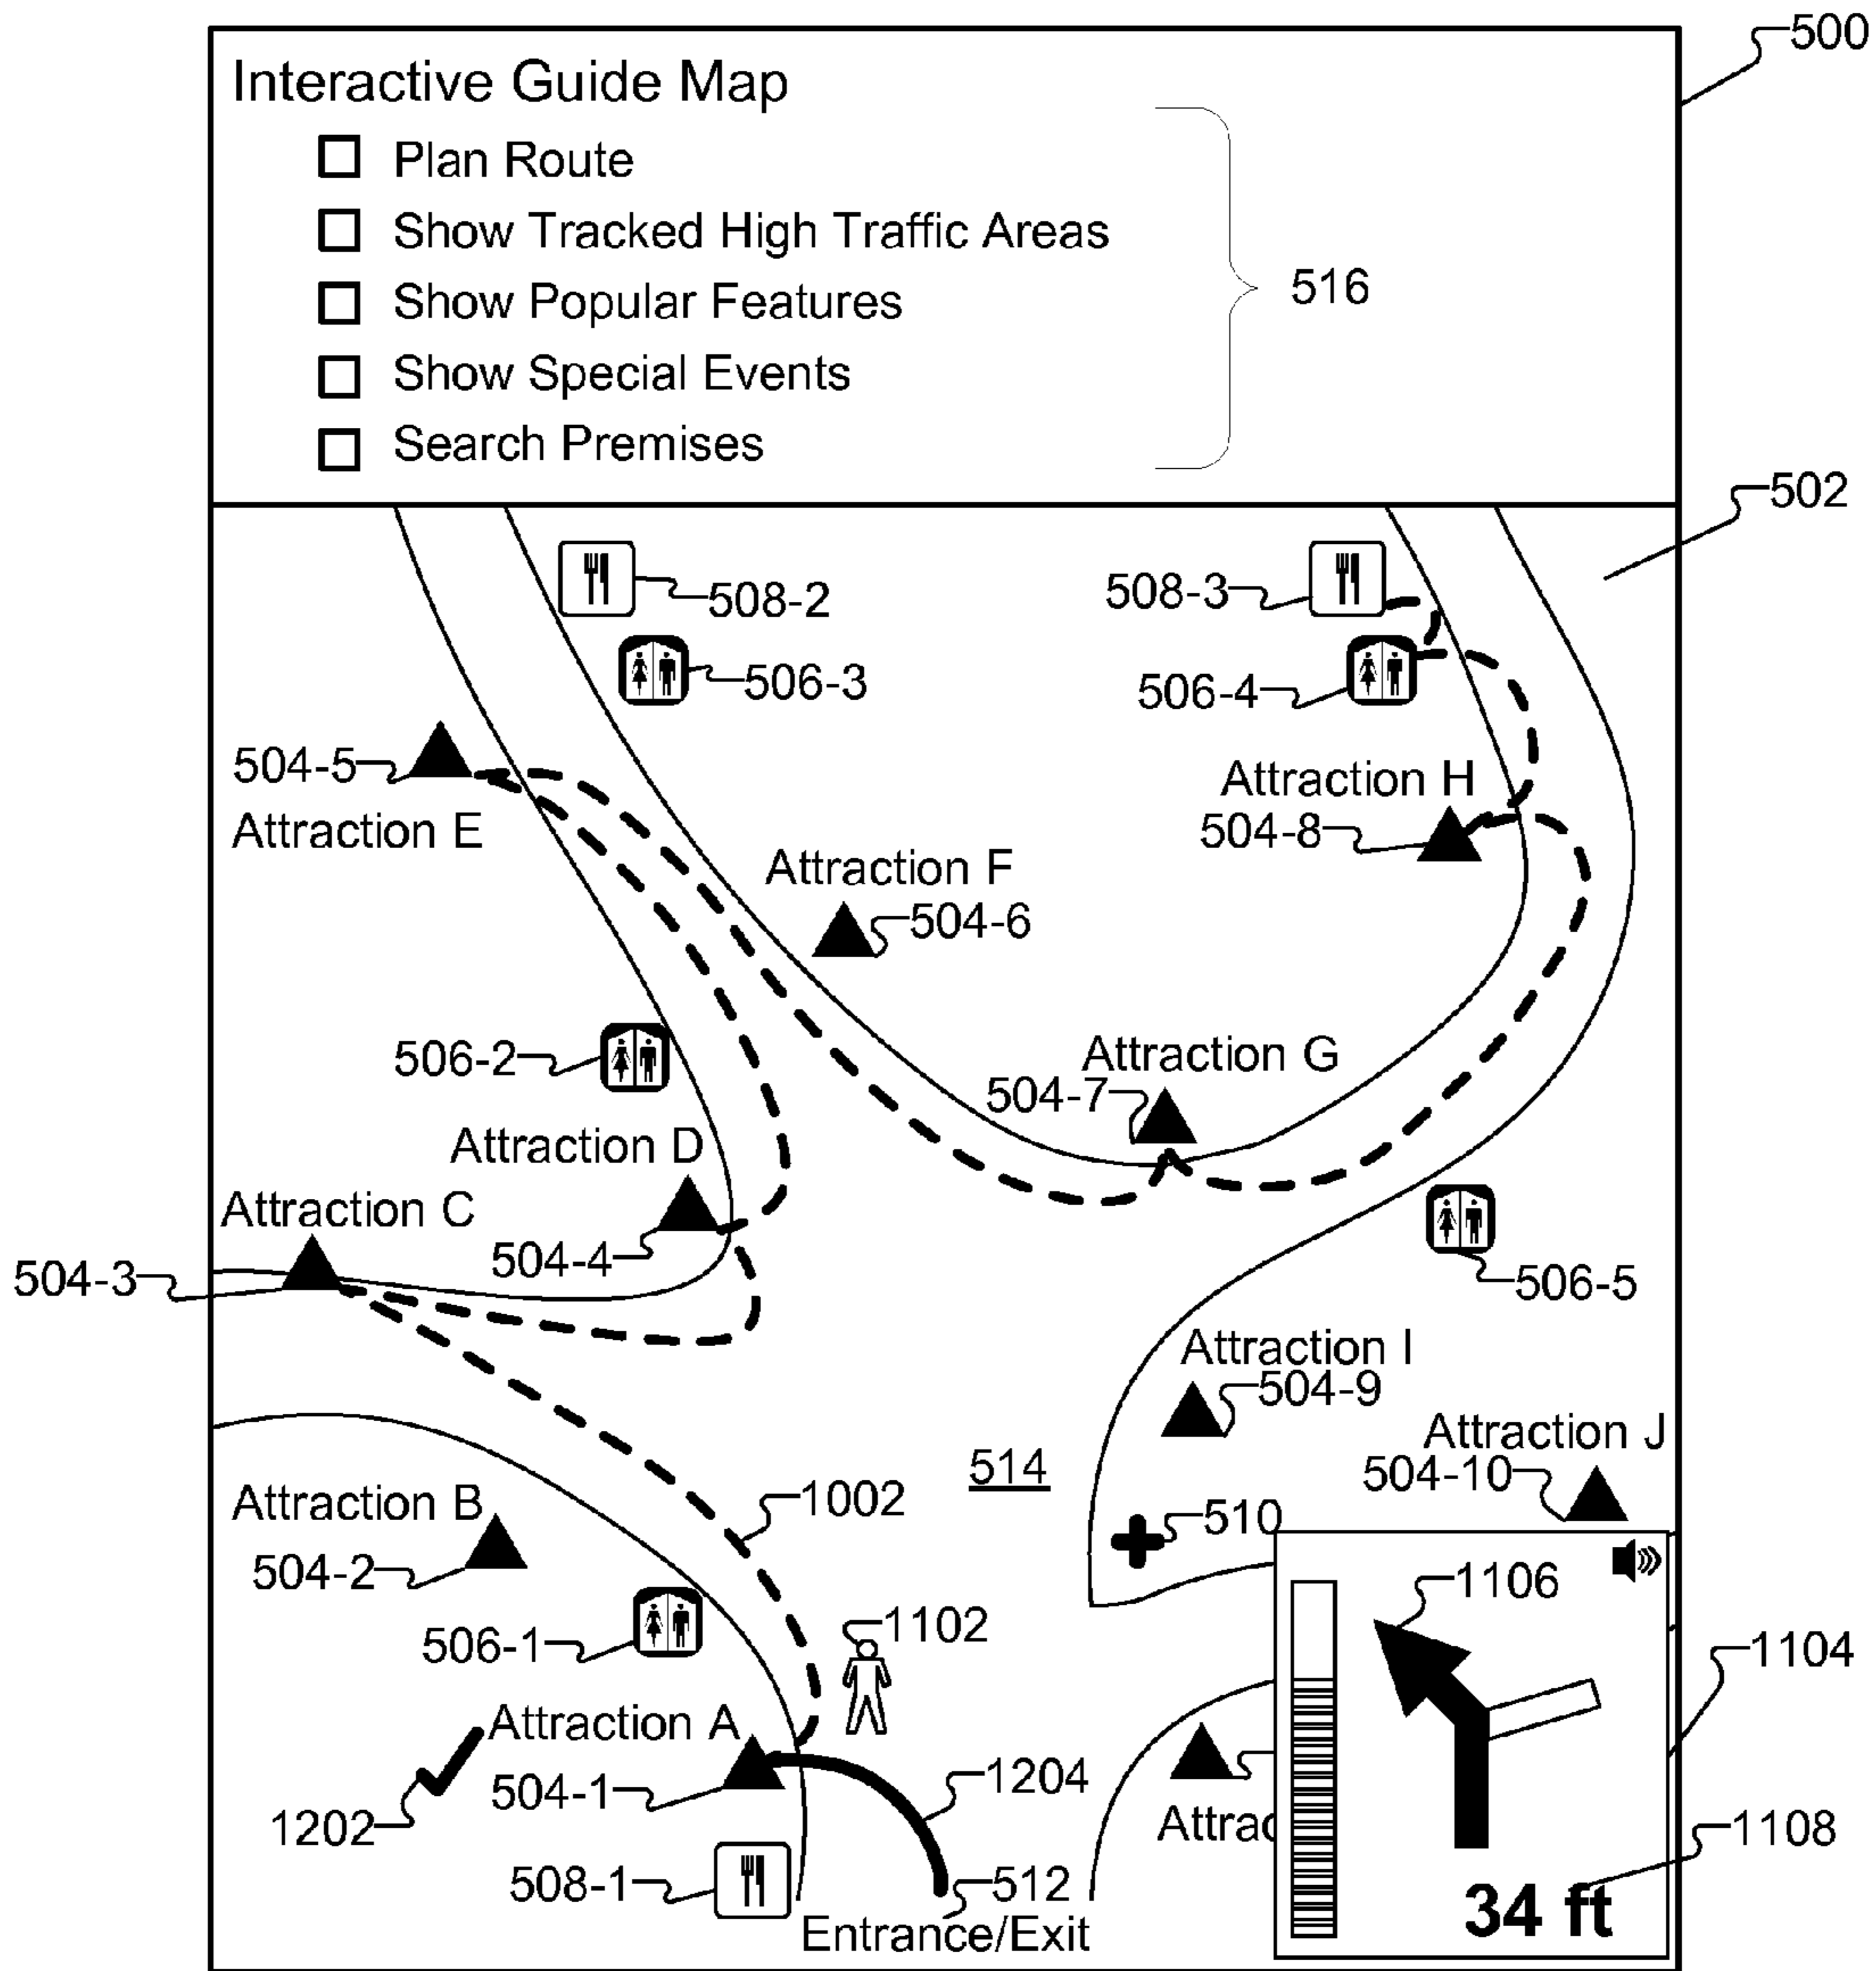 500
Interactive Guide Map
Plan Route
Show Tracked High Traffic Areas
Show Popular Features
Show Special Events
Search Premises
516
502
508-2
508-3
506-3
506-4
504-5
Attraction E
Attraction H
504-8
Attraction F
504-6
506-2
Attraction G
504-7
Attraction D
Attraction C
504-4
504-3
506-5
Attraction I
504-9
Attraction J
504-10
514
1002
Attraction B
504-2
510
1106
506-1
1102
1104
Attraction A
504-1
1204
1202
Attrac
1108
508-1
512
Entrance/Exit
34 ft